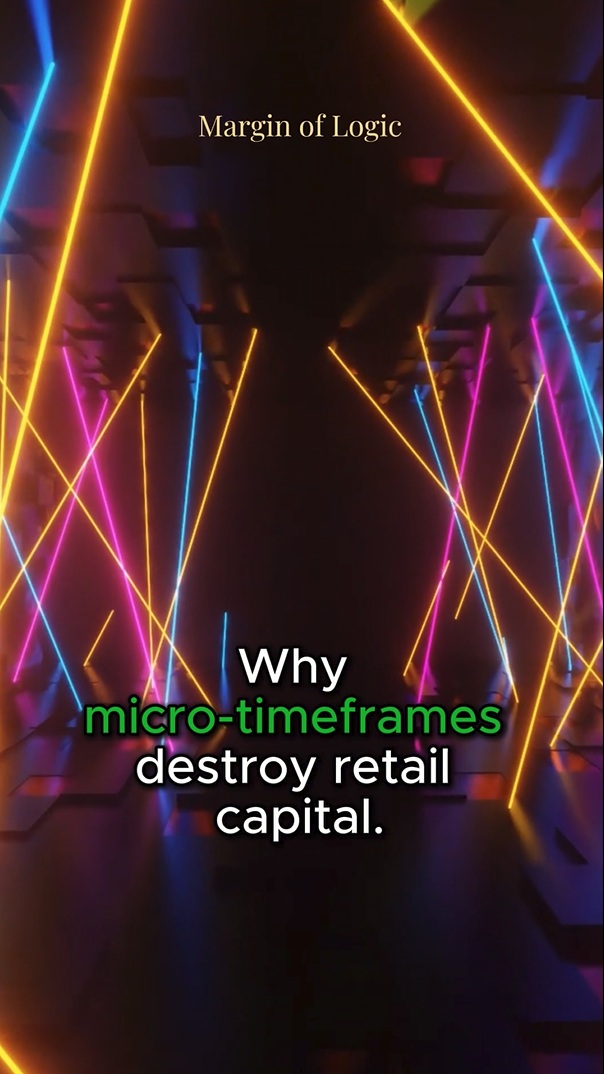 Margin of Logic
Why
micro-timeframes
destroy retail
capital.